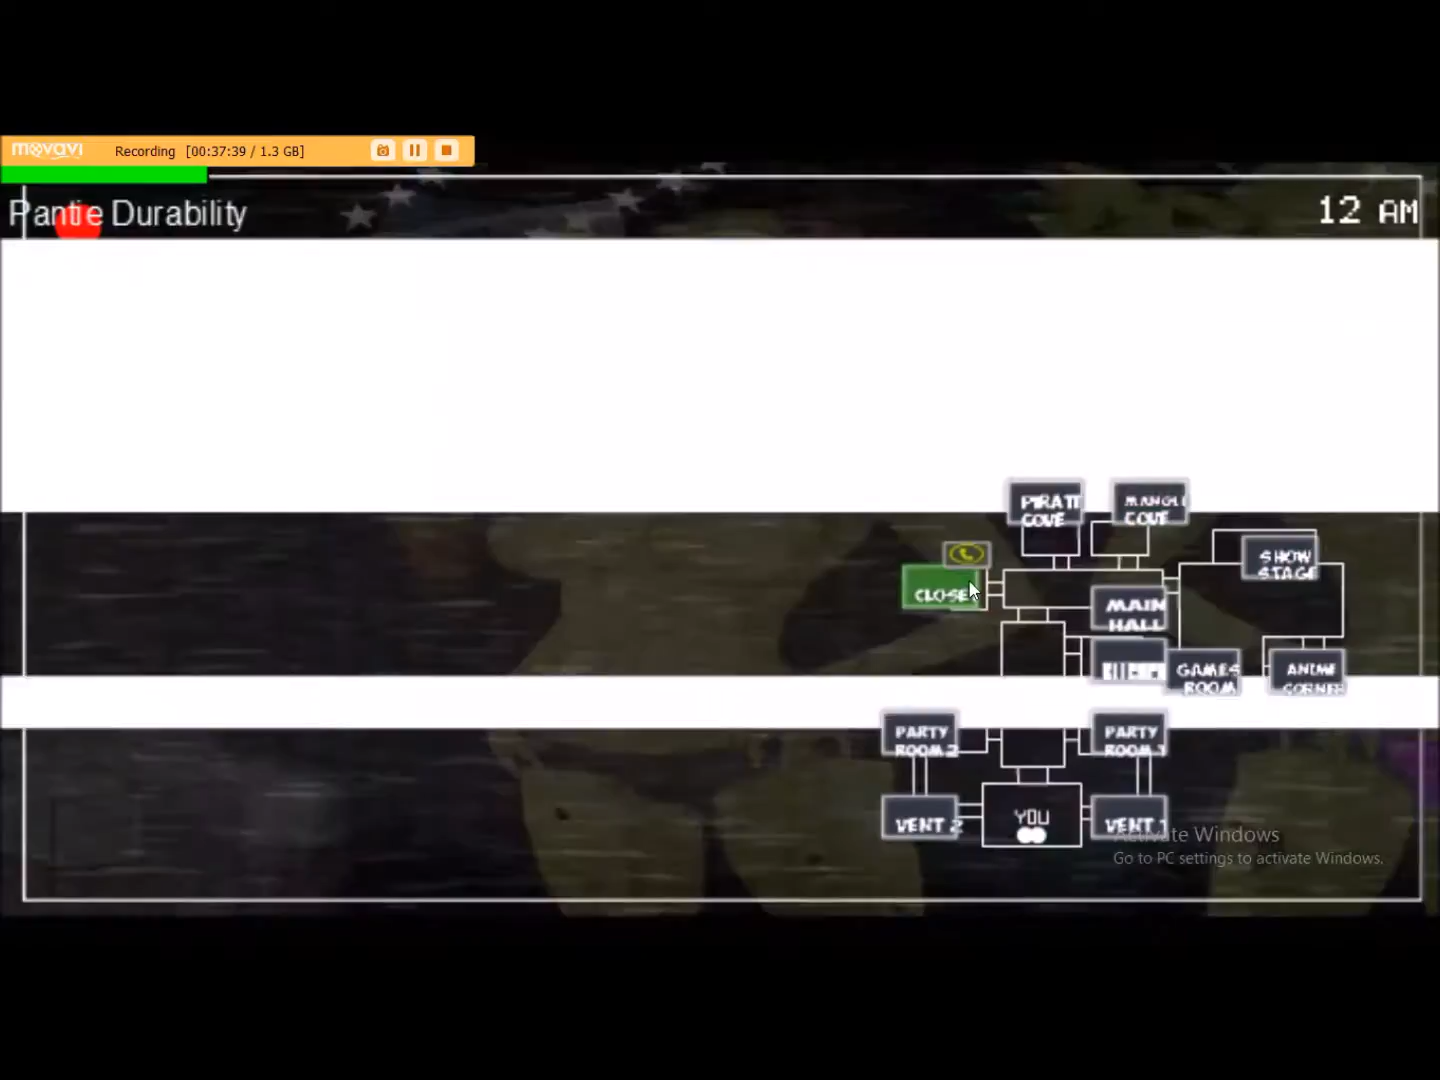 movavi Recording [00:37:39 / 1.3 GB]
Pantie Durability
12 AM
PIRATE
COVE
MANGLE
COVE
SHOW
STAGE
CLOSE
MAIN
HALL
GAMES
ROOM
ANIME
CORNER
PARTY
ROOM 2
PARTY
ROOM 1
VENT 2
YOU
VENT 1
Activate Windows
Go to PC settings to activate Windows.